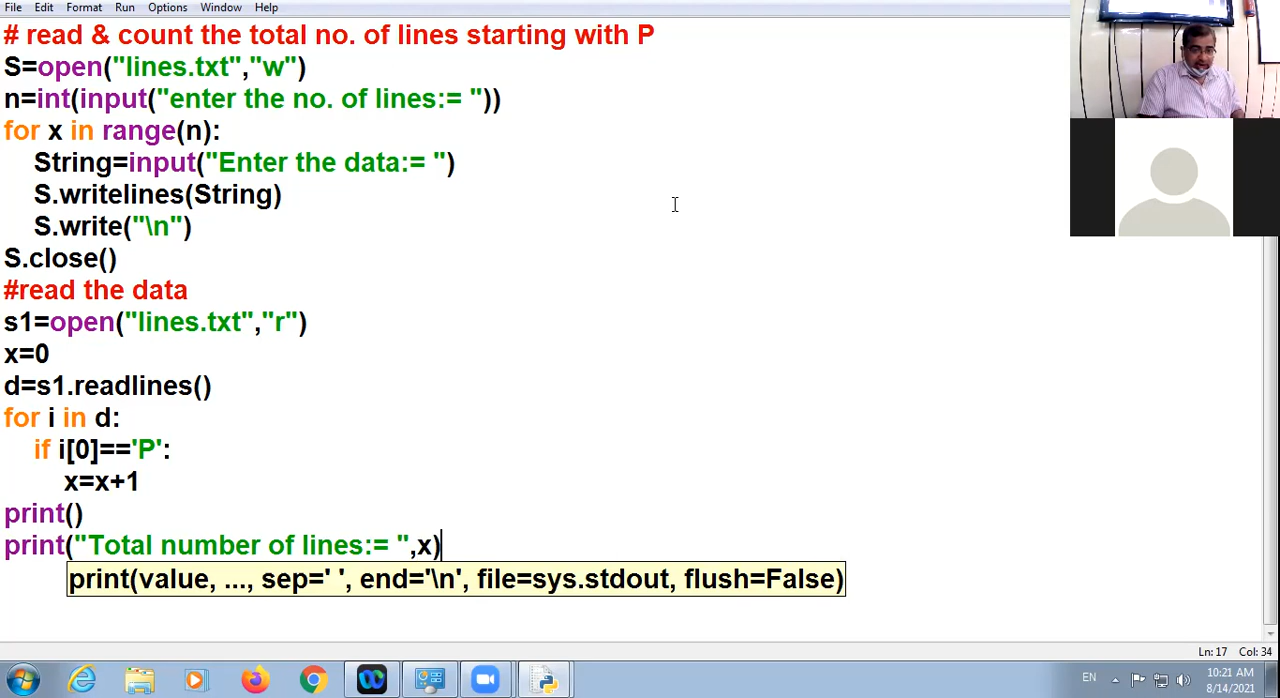 File Edit Format Run Options Window Help
# read & count the total no. of lines starting with P
S=open("lines.txt","w")
n=int(input("enter the no. of lines:= "))
for x in range(n):
    String=input("Enter the data:= ")
    S.writelines(String)
    S.write("\n")
S.close()
#read the data
s1=open("lines.txt","r")
x=0
d=s1.readlines()
for i in d:
    if i[0]=='P':
        x=x+1
print()
print("Total number of lines:= ",x)
print(value, ..., sep=' ', end='\n', file=sys.stdout, flush=False)
Ln: 17 Col: 34
EN
10:21 AM
8/14/2021